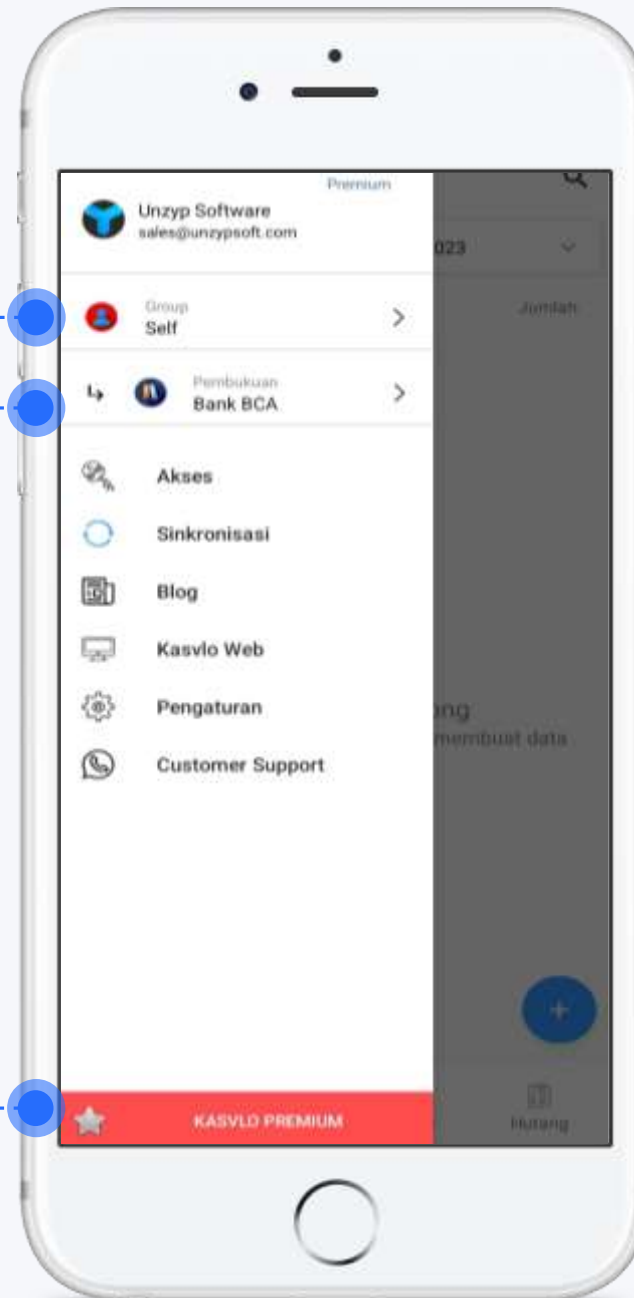 Premium
Unzyp Software
sales@unzypsoft.com
023
Group
Self
Jumlah
Pembukuan
Bank BCA
Akses
Sinkronisasi
Blog
Kasvlo Web
Pengaturan
ong
membuat data
Customer Support
KASVLO PREMIUM
Hutang